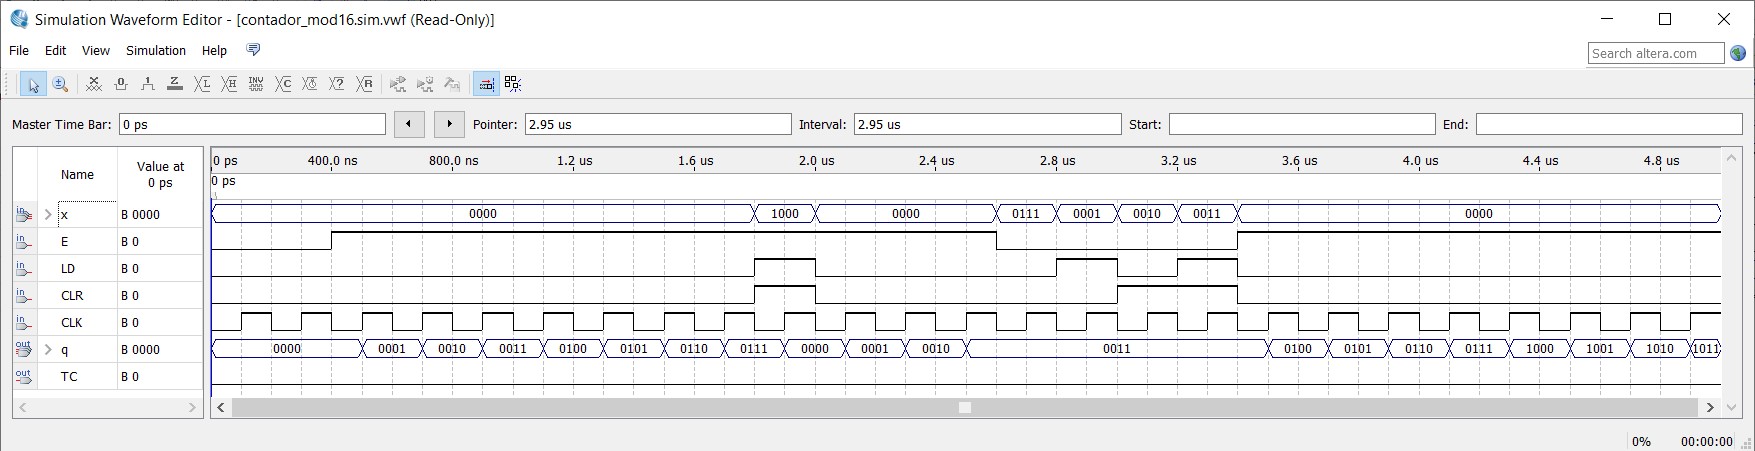 Simulation Waveform Editor - [contador_mod16.sim.vwf (Read-Only)]
File Edit View Simulation Help
Search altera.com
Master Time Bar: 0 ps Pointer: 2.95 us Interval: 2.95 us Start: End:
Name Value at 0 ps
0 ps 400.0 ns 800.0 ns 1.2 us 1.6 us 2.0 us 2.4 us 2.8 us 3.2 us 3.6 us 4.0 us 4.4 us 4.8 us
0 ps
in x B 0000 0000 1000 0000 0111 0001 0010 0011 0000
in E B 0
in LD B 0
in CLR B 0
in CLK B 0
out q B 0000 0000 0001 0010 0011 0100 0101 0110 0111 0000 0001 0010 0011 0100 0101 0110 0111 1000 1001 1010 1011
out TC B 0
0% 00:00:00